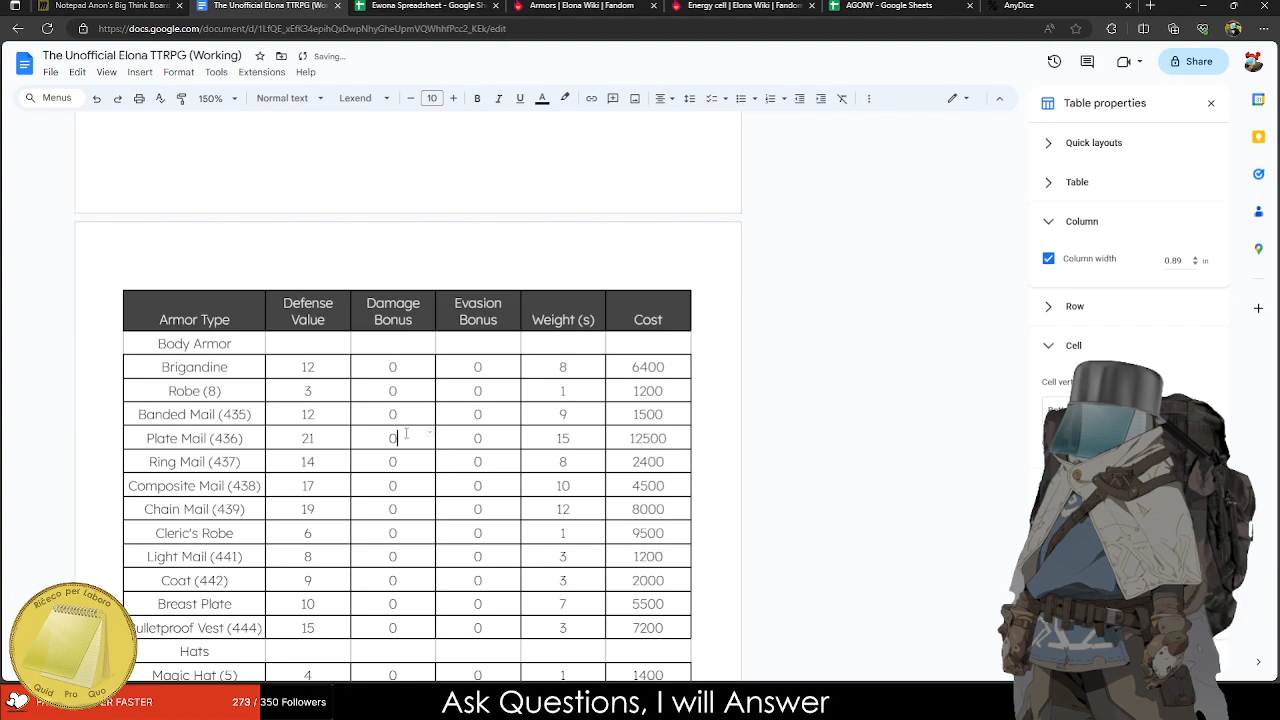 Notepad Anon's Big Think Board
The Unofficial Elona TTRPG (Wo
Ewona Spreadsheet - Google Sh
Armors | Elona Wiki | Fandom
Energy cell | Elona Wiki | Fandom
AGONY - Google Sheets
AnyDice
https://docs.google.com/document/d/1LfQE_xEfK34epihQxDwpNhyGheUpmVQWhhfPcc2_KEk/edit
The Unofficial Elona TTRPG (Working)
Saving...
Share
File Edit View Insert Format Tools Extensions Help
Menus
150%
Normal text
Lexend
10
Table properties
Quick layouts
Table
Column
Column width 0.89 in
Row
Cell
Armor Type Defense Value Damage Bonus Evasion Bonus Weight (s) Cost
Body Armor
Brigandine 12 0 0 8 6400
Robe (8) 3 0 0 1 1200
Banded Mail (435) 12 0 0 9 1500
Plate Mail (436) 21 0 0 15 12500
Ring Mail (437) 14 0 0 8 2400
Composite Mail (438) 17 0 0 10 4500
Chain Mail (439) 19 0 0 12 8000
Cleric's Robe 6 0 0 1 9500
Light Mail (441) 8 0 0 3 1200
Coat (442) 9 0 0 3 2000
Breast Plate 10 0 0 7 5500
ulletproof Vest (444) 15 0 0 3 7200
Hats
Magic Hat (5) 4 0 0 1 1400
Riĉeco per Laboro
Quid Pro Quo
FASTER
273 / 350 Followers
Ask Questions, I will Answer